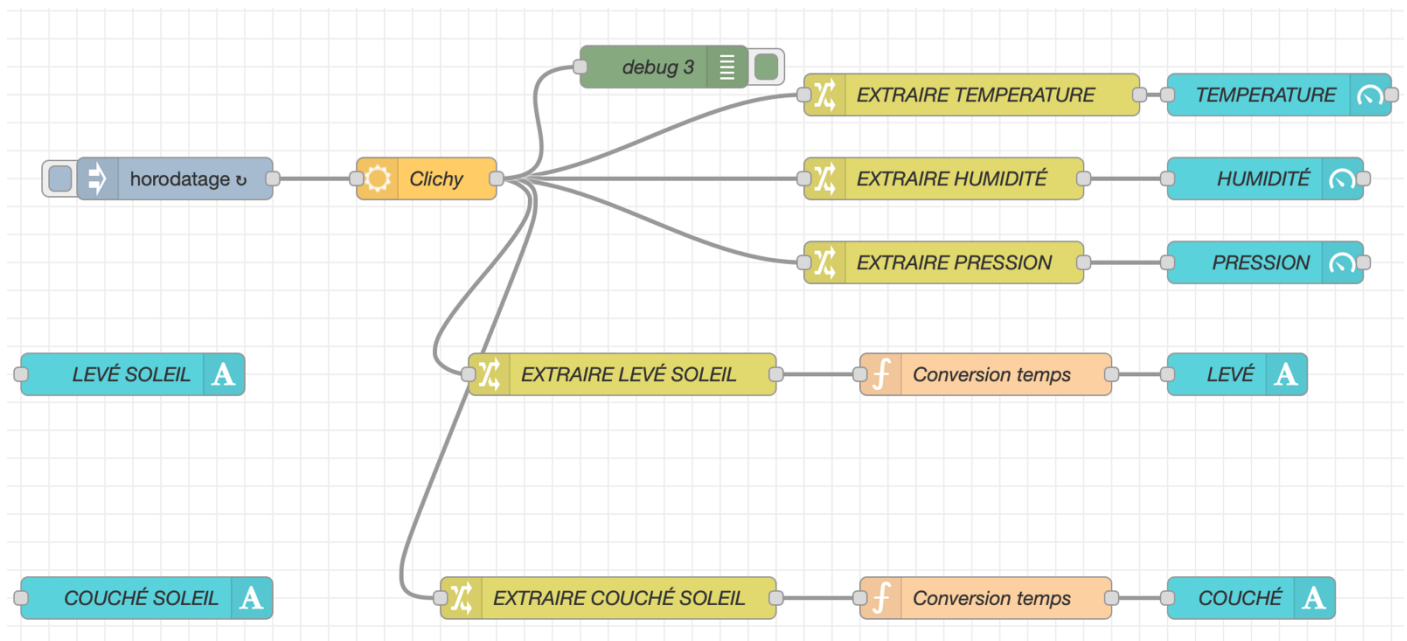 debug 3
EXTRAIRE TEMPERATURE
TEMPERATURE
horodatage ↻
Clichy
EXTRAIRE HUMIDITÉ
HUMIDITÉ
EXTRAIRE PRESSION
PRESSION
LEVÉ SOLEIL
EXTRAIRE LEVÉ SOLEIL
Conversion temps
LEVÉ
COUCHÉ SOLEIL
EXTRAIRE COUCHÉ SOLEIL
Conversion temps
COUCHÉ